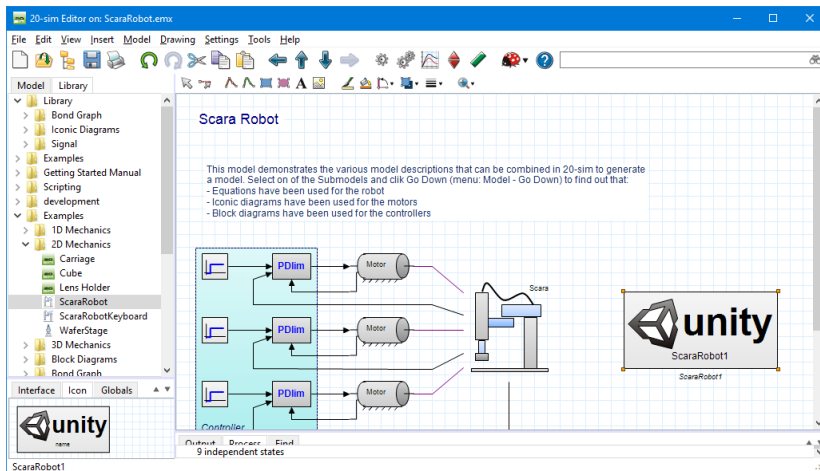 20-sim Editor on: ScaraRobot.emx
File Edit View Insert Model Drawing Settings Tools Help
Model Library
Library
Bond Graph
Iconic Diagrams
Signal
Examples
Getting Started Manual
Scripting
development
Examples
1D Mechanics
2D Mechanics
Carriage
Cube
Lens Holder
ScaraRobot
ScaraRobotKeyboard
WaferStage
3D Mechanics
Block Diagrams
Bond Graph
Interface Icon Globals
unity
name
ScaraRobot1
A
Scara Robot
This model demonstrates the various model descriptions that can be combined in 20-sim to generate
a model. Select on of the Submodels and clik Go Down (menu: Model - Go Down) to find out that:
- Equations have been used for the robot
- Iconic diagrams have been used for the motors
- Block diagrams have been used for the controllers
PDlim
Motor
Scara
PDlim
Motor
unity
ScaraRobot1
ScaraRobot1
PDlim
Motor
Controller
Output Process Find
9 independent states